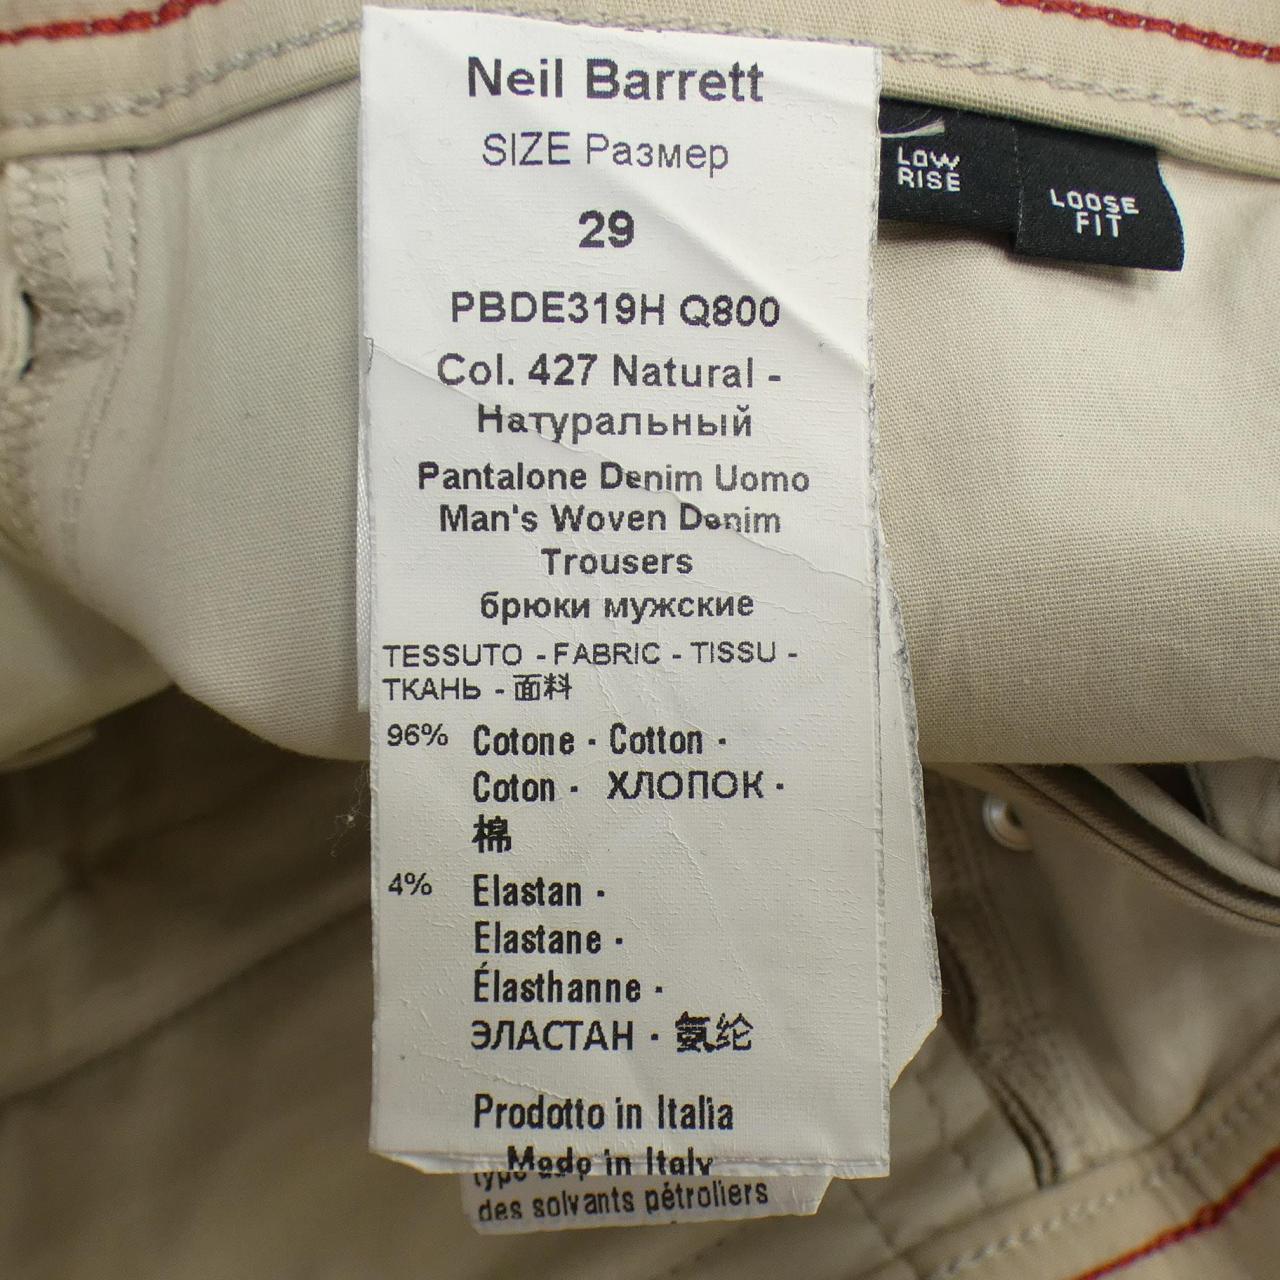 Neil Barrett
SIZE Размер
29
PBDE319H Q800
Col. 427 Natural -
Натуральный
Pantalone Denim Uomo
Man's Woven Denim
Trousers
брюки мужские
TESSUTO - FABRIC - TISSU -
ТКАНЬ - 面料
96% Cotone · Cotton ·
Coton · ХЛОПОК ·
棉
4% Elastan ·
Elastane ·
Élasthanne ·
ЭЛАСТАН · 氨纶
Prodotto in Italia
Made in Italy
des solvants pétroliers
LOW
RISE
LOOSE
FIT